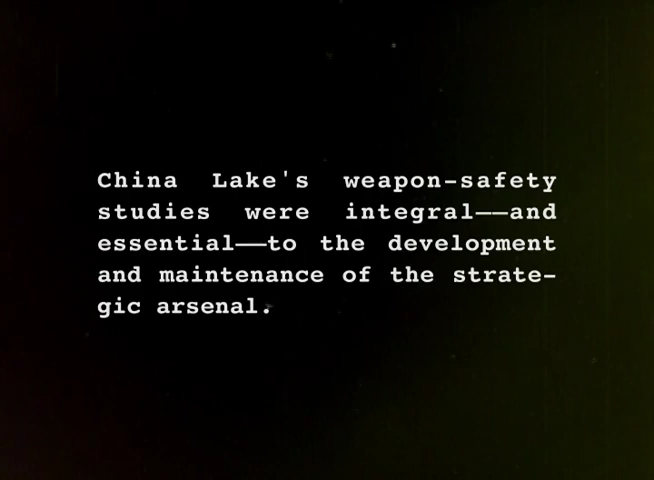 China Lake's weapon-safety
studies were integral——and
essential——to the development
and maintenance of the strate-
gic arsenal.